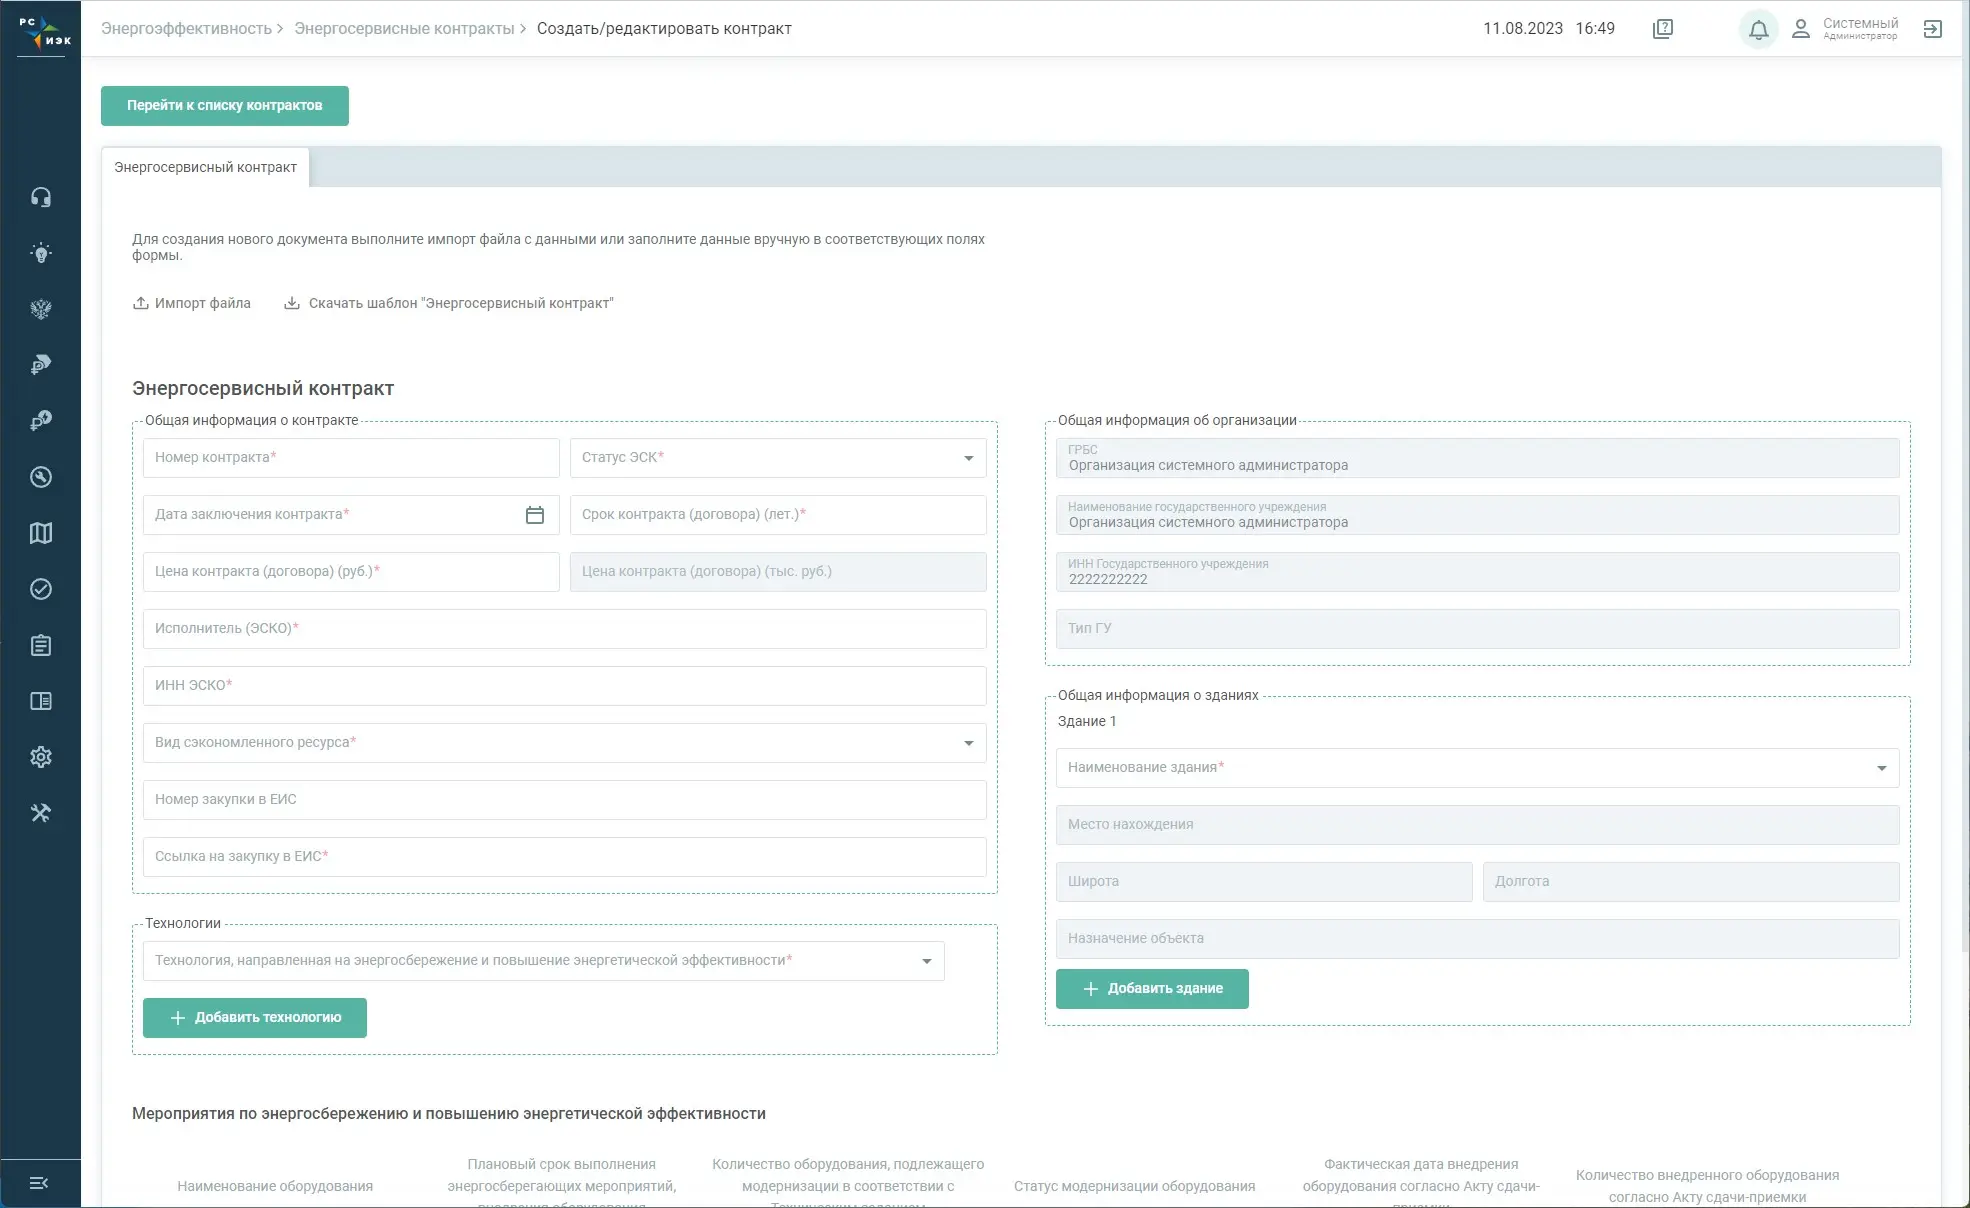 РС
ИЭК
Энергоэффективность > Энергосервисные контракты > Создать/редактировать контракт
11.08.2023 16:49
Системный
Администратор
Перейти к списку контрактов
Энергосервисный контракт
Для создания нового документа выполните импорт файла с данными или заполните данные вручную в соответствующих полях
формы.
Импорт файла
Скачать шаблон "Энергосервисный контракт"
Энергосервисный контракт
Общая информация о контракте
Номер контракта*
Статус ЭСК*
Дата заключения контракта*
Срок контракта (договора) (лет.)*
Цена контракта (договора) (руб.)*
Цена контракта (договора) (тыс. руб.)
Исполнитель (ЭСКО)*
ИНН ЭСКО*
Вид сэкономленного ресурса*
Номер закупки в ЕИС
Ссылка на закупку в ЕИС*
Технологии
Технология, направленная на энергосбережение и повышение энергетической эффективности*
Добавить технологию
Общая информация об организации
ГРБС
Организация системного администратора
Наименование государственного учреждения
Организация системного администратора
ИНН Государственного учреждения
2222222222
Тип ГУ
Общая информация о зданиях
Здание 1
Наименование здания*
Место нахождения
Широта
Долгота
Назначение объекта
Добавить здание
Мероприятия по энергосбережению и повышению энергетической эффективности
Наименование оборудования
Плановый срок выполнения
энергосберегающих мероприятий,
внедрения оборудования
Количество оборудования, подлежащего
модернизации в соответствии с
Техническим заданием
Статус модернизации оборудования
Фактическая дата внедрения
оборудования согласно Акту сдачи-
приемки
Количество внедренного оборудования
согласно Акту сдачи-приемки